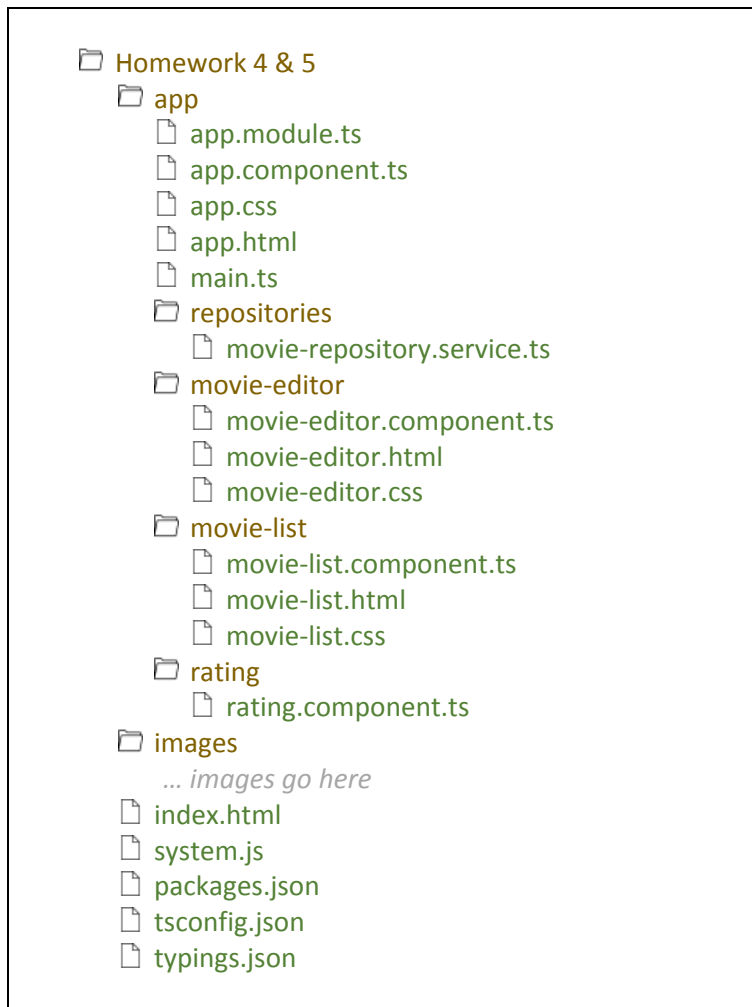 Homework 4 & 5
app
app.module.ts
app.component.ts
app.css
app.html
main.ts
repositories
movie-repository.service.ts
movie-editor
movie-editor.component.ts
movie-editor.html
movie-editor.css
movie-list
movie-list.component.ts
movie-list.html
movie-list.css
rating
rating.component.ts
images
... images go here
index.html
system.js
packages.json
tsconfig.json
typings.json